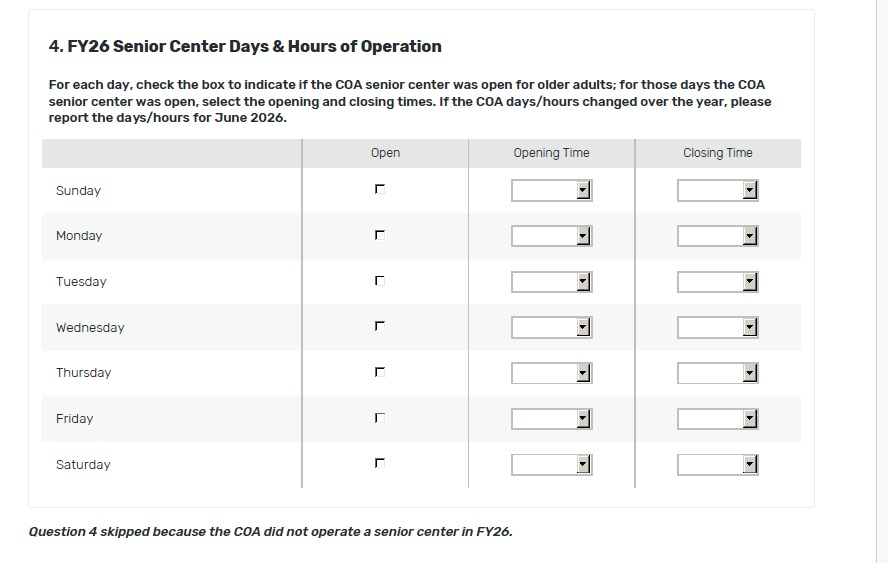 4. FY26 Senior Center Days & Hours of Operation
For each day, check the box to indicate if the COA senior center was open for older adults; for those days the COA
senior center was open, select the opening and closing times. If the COA days/hours changed over the year, please
report the days/hours for June 2026.
Open Opening Time Closing Time
Sunday
Monday
Tuesday
Wednesday
Thursday
Friday
Saturday
Question 4 skipped because the COA did not operate a senior center in FY26.